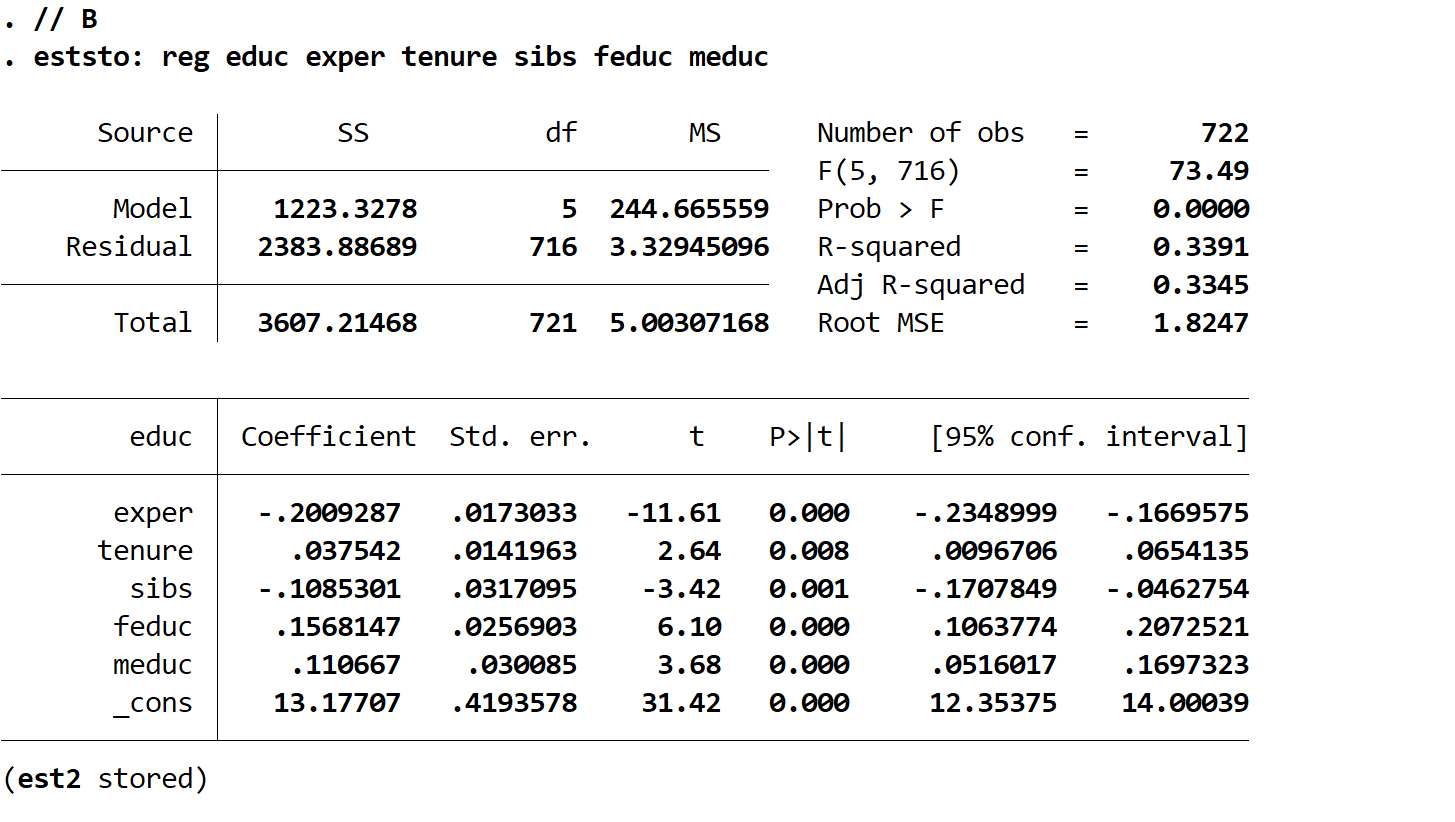 . // B
. eststo: reg educ exper tenure sibs feduc meduc
Source SS df MS Number of obs = 722
F(5, 716) = 73.49
Model 1223.3278 5 244.665559 Prob > F = 0.0000
Residual 2383.88689 716 3.32945096 R-squared = 0.3391
Adj R-squared = 0.3345
Total 3607.21468 721 5.00307168 Root MSE = 1.8247
educ Coefficient Std. err. t P>|t| [95% conf. interval]
exper -.2009287 .0173033 -11.61 0.000 -.2348999 -.1669575
tenure .037542 .0141963 2.64 0.008 .0096706 .0654135
sibs -.1085301 .0317095 -3.42 0.001 -.1707849 -.0462754
feduc .1568147 .0256903 6.10 0.000 .1063774 .2072521
meduc .110667 .030085 3.68 0.000 .0516017 .1697323
_cons 13.17707 .4193578 31.42 0.000 12.35375 14.00039
(est2 stored)